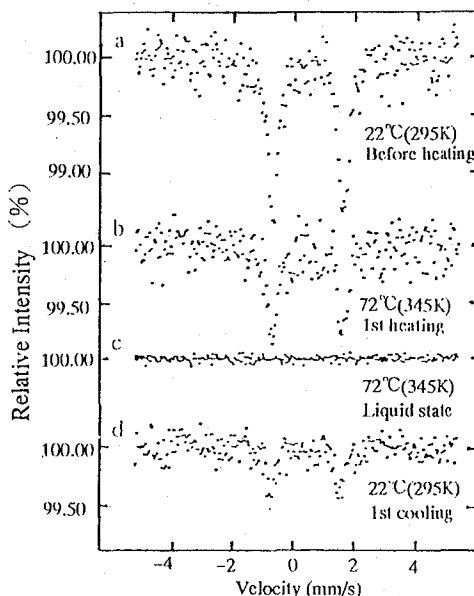 a
100.00
99.50
99.00
22°C(295K)
Before heating
b
100.00
99.50
72°C(345K)
1st heating
c
100.00
72°C(345K)
Liquid state
d
100.00
99.50
22°C(295K)
1st cooling
Relative Intensity (%)
-4 -2 0 2 4
Velocity (mm/s)